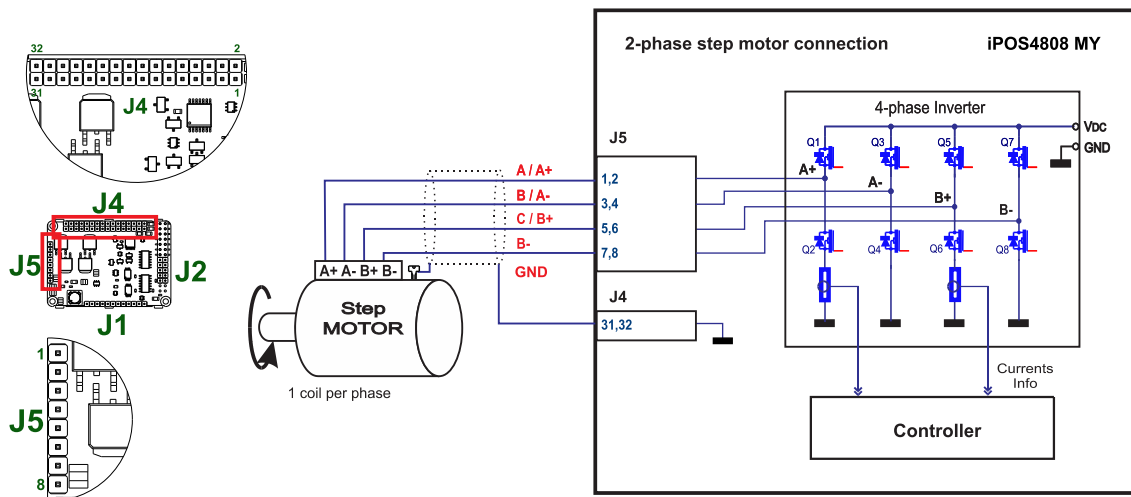 2-phase step motor connection
iPOS4808 MY
32
2
31
1
J4
J4
J5
J2
J1
1
J5
8
A / A+
B / A-
C / B+
B-
GND
A+ A- B+ B-
Step
MOTOR
1 coil per phase
J5
1,2
3,4
5,6
7,8
J4
31,32
4-phase Inverter
VDC
GND
Q1
Q3
Q5
Q7
A+
A-
B+
B-
Q2
Q4
Q6
Q8
Currents
Info
Controller